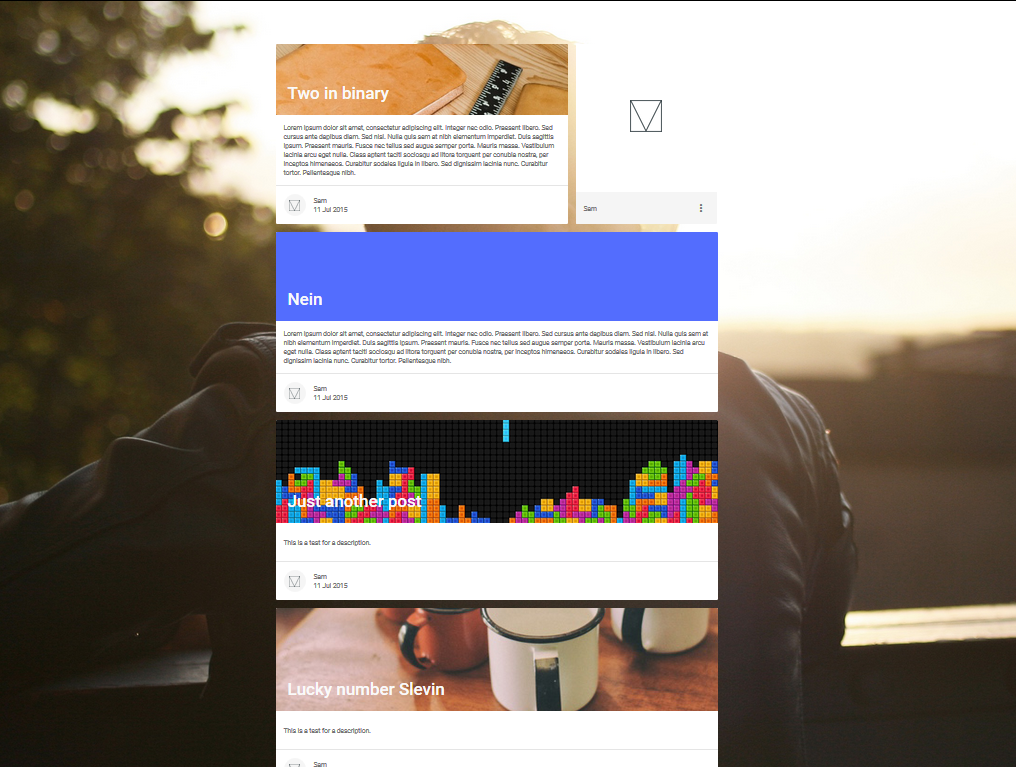 Two in binary
Lorem ipsum dolor sit amet, consectetur adipiscing elit. Integer nec odio. Praesent libero. Sed
cursus ante dapibus diam. Sed nisi. Nulla quis sem at nibh elementum imperdiet. Duis sagittis
ipsum. Praesent mauris. Fusce nec tellus sed augue semper porta. Mauris massa. Vestibulum
lacinia arcu eget nulla. Class aptent taciti sociosqu ad litora torquent per conubia nostra, per
inceptos himenaeos. Curabitur sodales ligula in libero. Sed dignissim lacinia nunc. Curabitur
tortor. Pellentesque nibh.
Sam
11 Jul 2015
Sam
Nein
Lorem ipsum dolor sit amet, consectetur adipiscing elit. Integer nec odio. Praesent libero. Sed cursus ante dapibus diam. Sed nisi. Nulla quis sem at
nibh elementum imperdiet. Duis sagittis ipsum. Praesent mauris. Fusce nec tellus sed augue semper porta. Mauris massa. Vestibulum lacinia arcu
eget nulla. Class aptent taciti sociosqu ad litora torquent per conubia nostra, per inceptos himenaeos. Curabitur sodales ligula in libero. Sed
dignissim lacinia nunc. Curabitur tortor. Pellentesque nibh.
Sam
11 Jul 2015
Just another post
This is a test for a description.
Sam
11 Jul 2015
Lucky number Slevin
This is a test for a description.
Sam